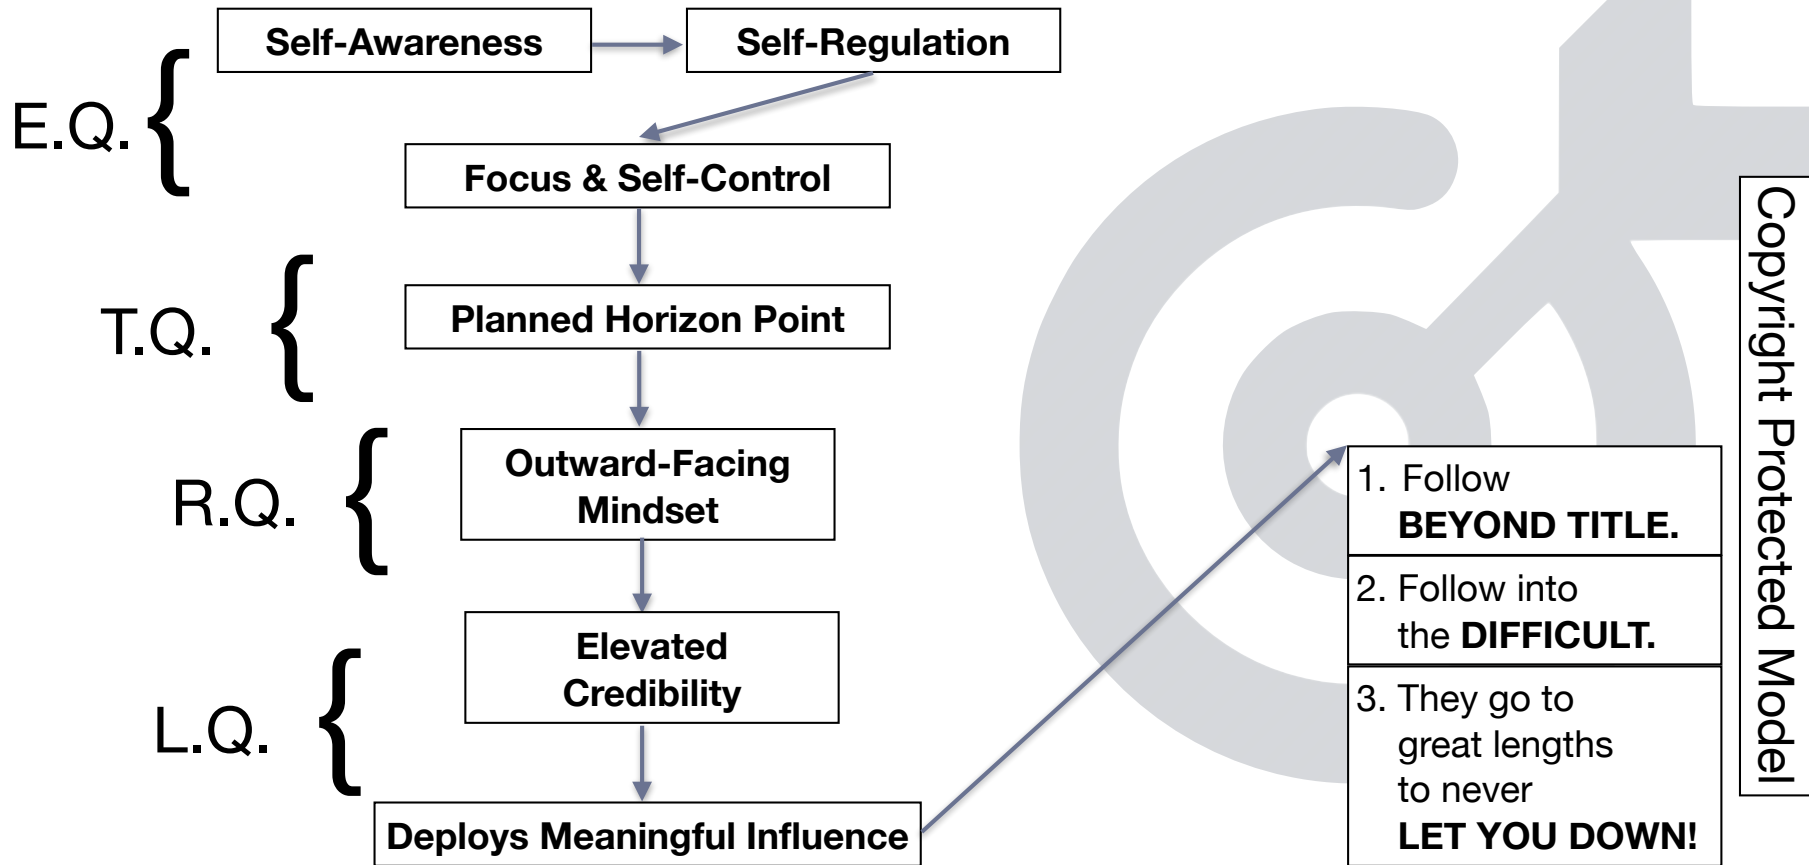 Self-Awareness
Self-Regulation
E.Q. {
Focus & Self-Control
T.Q. {
Planned Horizon Point
R.Q. {
Outward-Facing
Mindset
L.Q. {
Elevated
Credibility
Deploys Meaningful Influence
1. Follow
BEYOND TITLE.
2. Follow into
the DIFFICULT.
3. They go to
great lengths
to never
LET YOU DOWN!
Copyright Protected Model